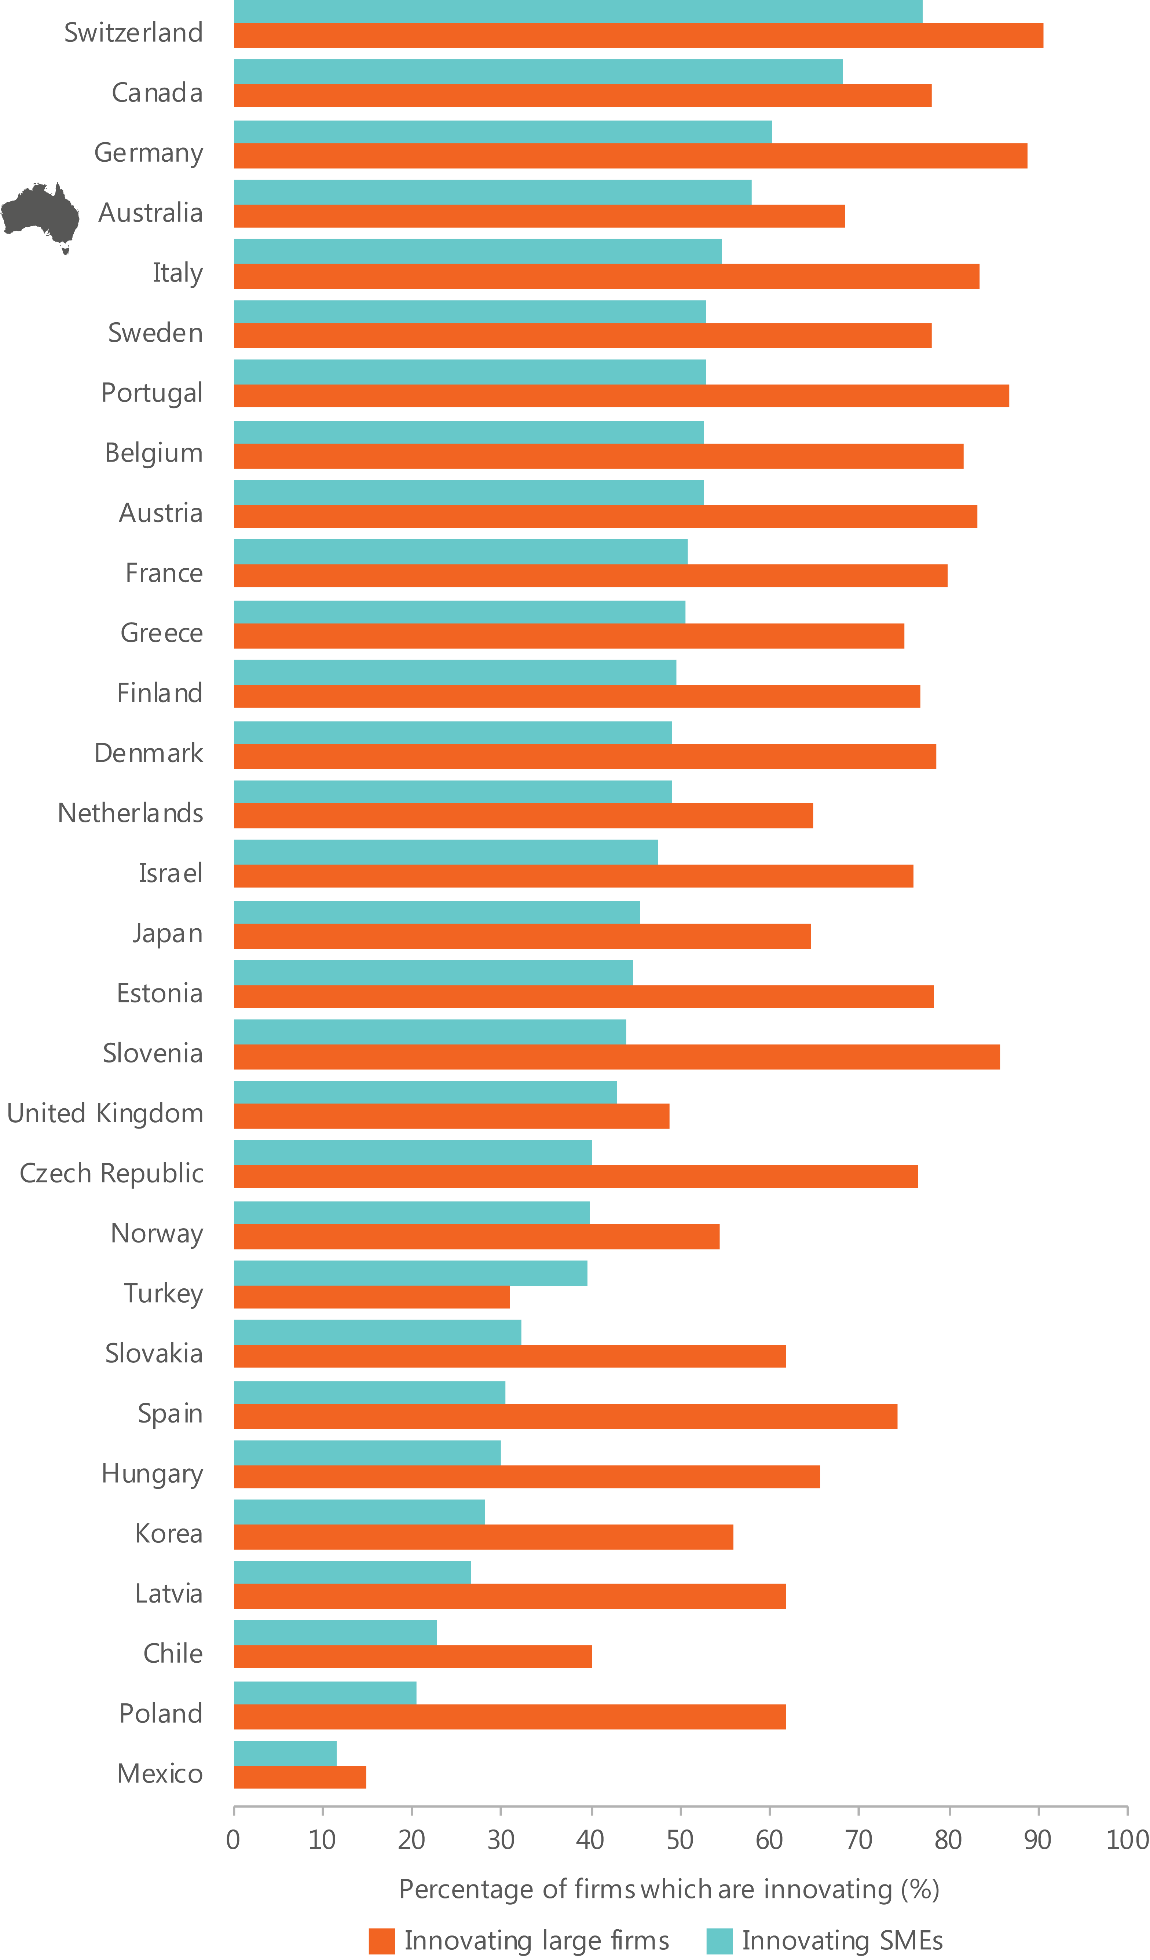 Switzerland
Canada
Germany
Australia
Italy
Sweden
Portugal
Belgium
Austria
France
Greece
Finland
Denmark
Netherlands
Israel
Japan
Estonia
Slovenia
United Kingdom
Czech Republic
Norway
Turkey
Slovakia
Spain
Hungary
Korea
Latvia
Chile
Poland
Mexico
0 10 20 30 40 50 60 70 80 90 100
Percentage of firms which are innovating (%)
Innovating large firms Innovating SMEs